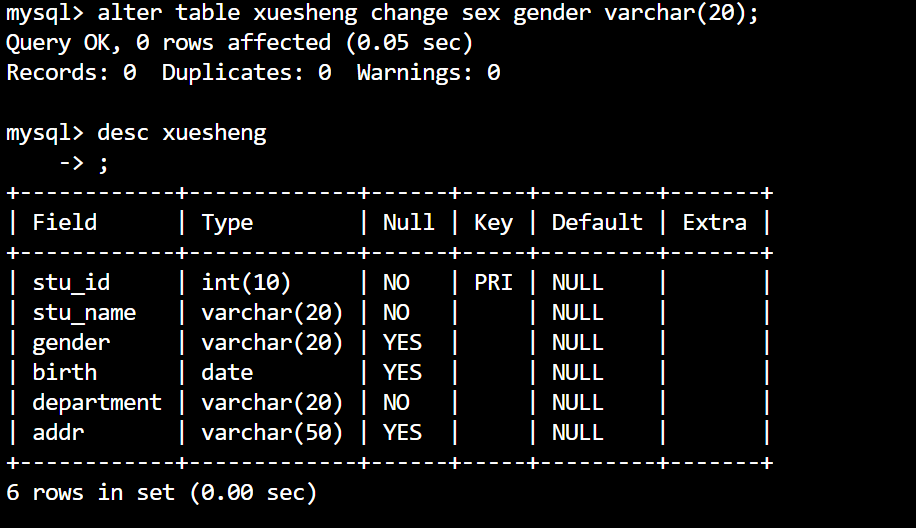 mysql> alter table xuesheng change sex gender varchar(20);
Query OK, 0 rows affected (0.05 sec)
Records: 0  Duplicates: 0  Warnings: 0

mysql> desc xuesheng
    -> ;
+------------+-------------+------+-----+---------+-------+
| Field      | Type        | Null | Key | Default | Extra |
+------------+-------------+------+-----+---------+-------+
| stu_id     | int(10)     | NO   | PRI | NULL    |       |
| stu_name   | varchar(20) | NO   |     | NULL    |       |
| gender     | varchar(20) | YES  |     | NULL    |       |
| birth      | date        | YES  |     | NULL    |       |
| department | varchar(20) | NO   |     | NULL    |       |
| addr       | varchar(50) | YES  |     | NULL    |       |
+------------+-------------+------+-----+---------+-------+
6 rows in set (0.00 sec)